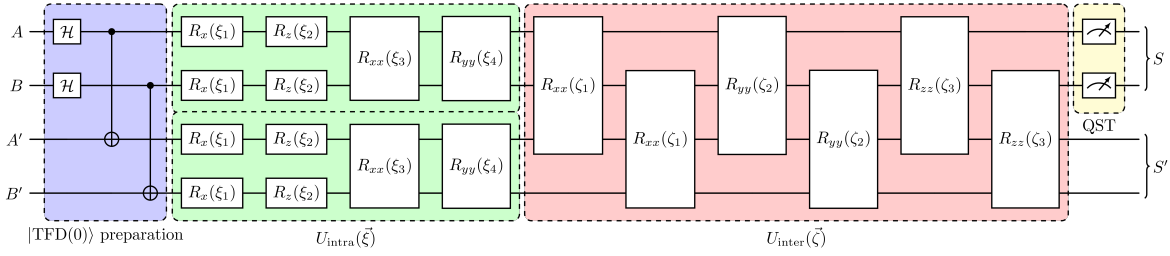 A H R_x(ξ_1) R_z(ξ_2) R_xx(ξ_3) R_yy(ξ_4) R_xx(ζ_1) R_yy(ζ_2) R_zz(ζ_3) S
B H R_x(ξ_1) R_z(ξ_2) R_xx(ζ_1) R_yy(ζ_2) R_zz(ζ_3)
QST
A′ R_x(ξ_1) R_z(ξ_2) R_xx(ξ_3) R_yy(ξ_4) S′
B′ R_x(ξ_1) R_z(ξ_2)
|TFD(0)⟩ preparation U_intra(ξ⃗) U_inter(ζ⃗)